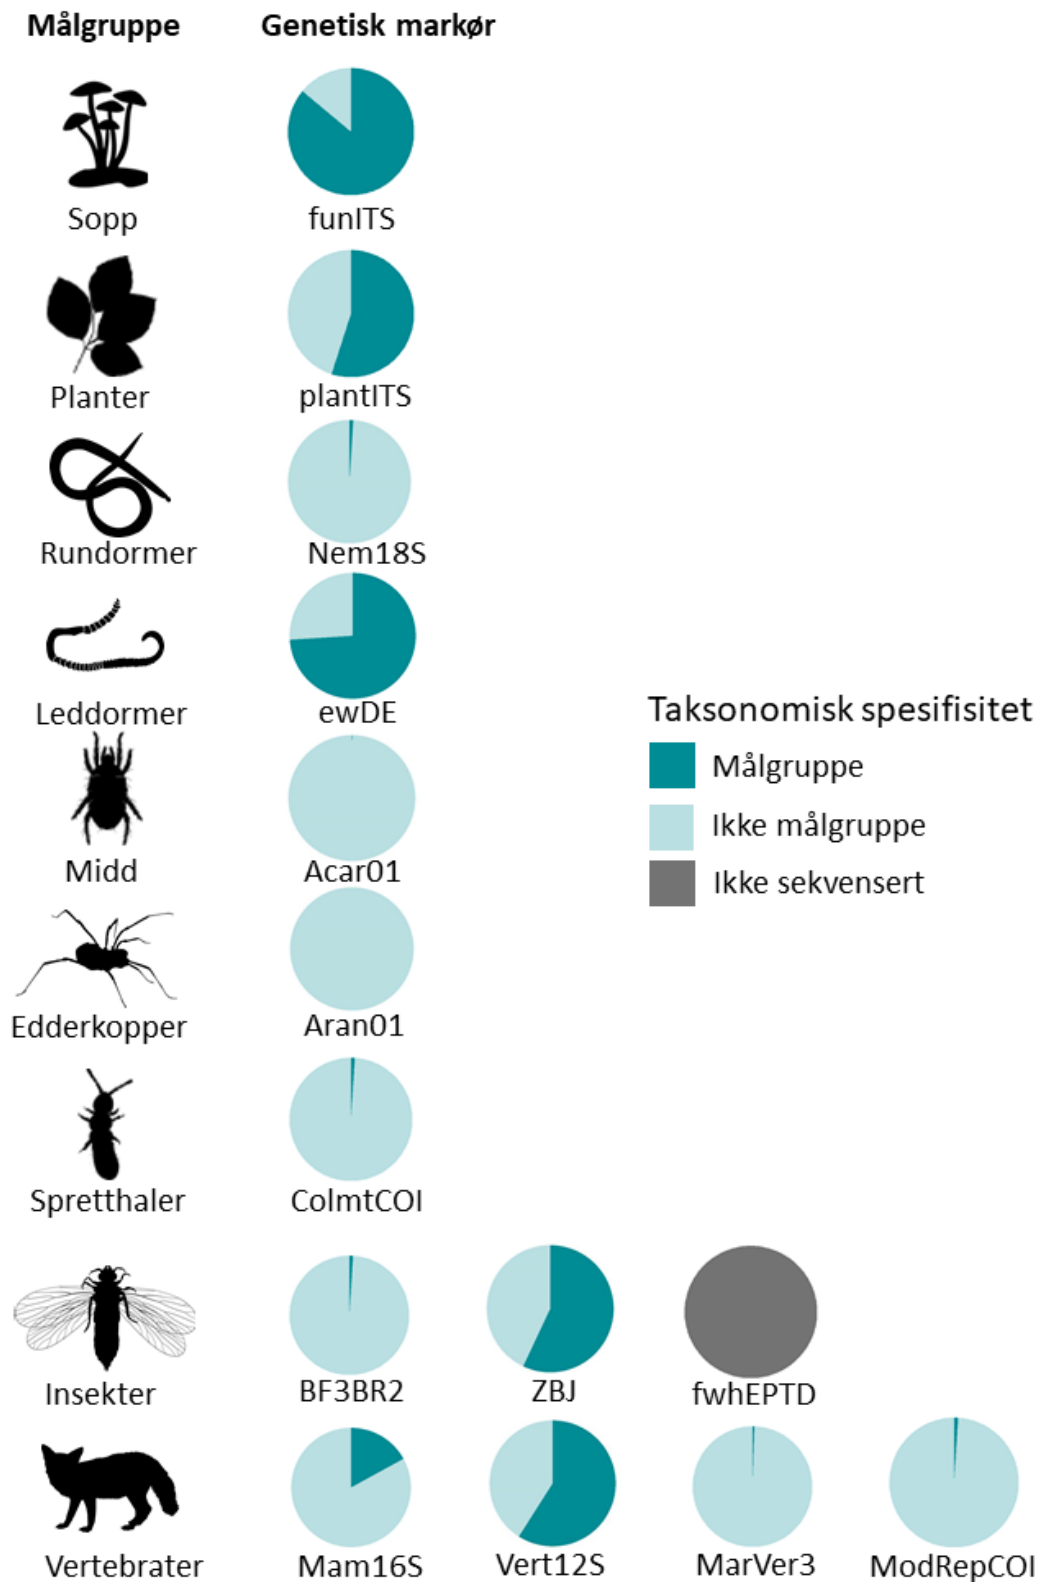 Målgruppe Genetisk markør
Sopp funITS
Planter plantITS
Rundormer Nem18S
Leddormer ewDE
Taksonomisk spesifisitet
Målgruppe
Ikke målgruppe
Ikke sekvensert
Midd Acar01
Edderkopper Aran01
Spretthaler ColmtCOI
Insekter BF3BR2 ZBJ fwhEPTD
Vertebrater Mam16S Vert12S MarVer3 ModRepCOI